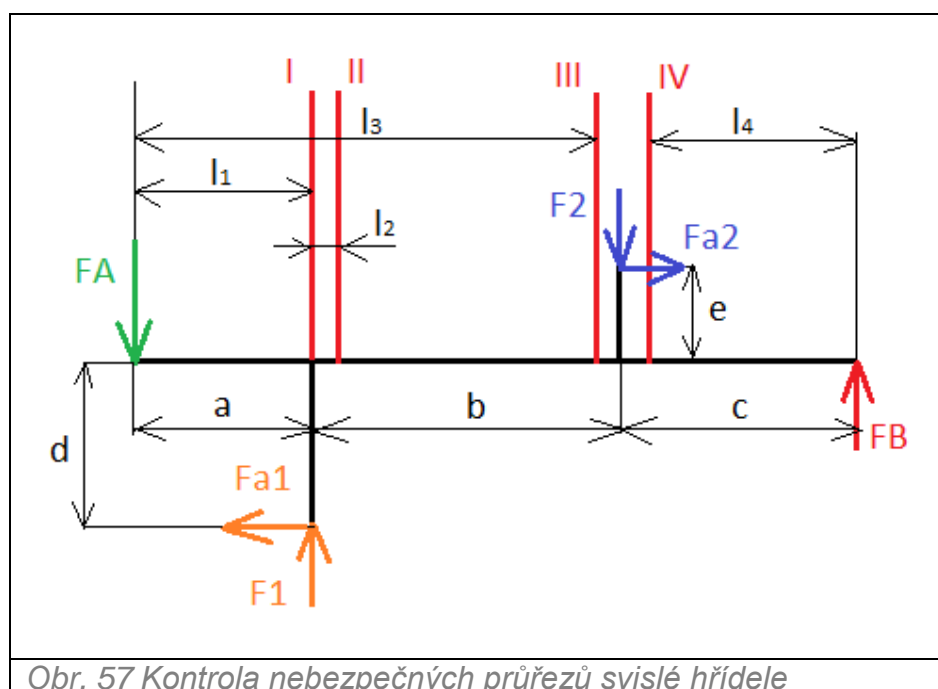 I II III IV
l3
l4
l1
F2
l2
Fa2
FA
e
a b c
d
FB
Fa1
F1
Obr. 57 Kontrola nebezpečných průřezů svislé hřídele